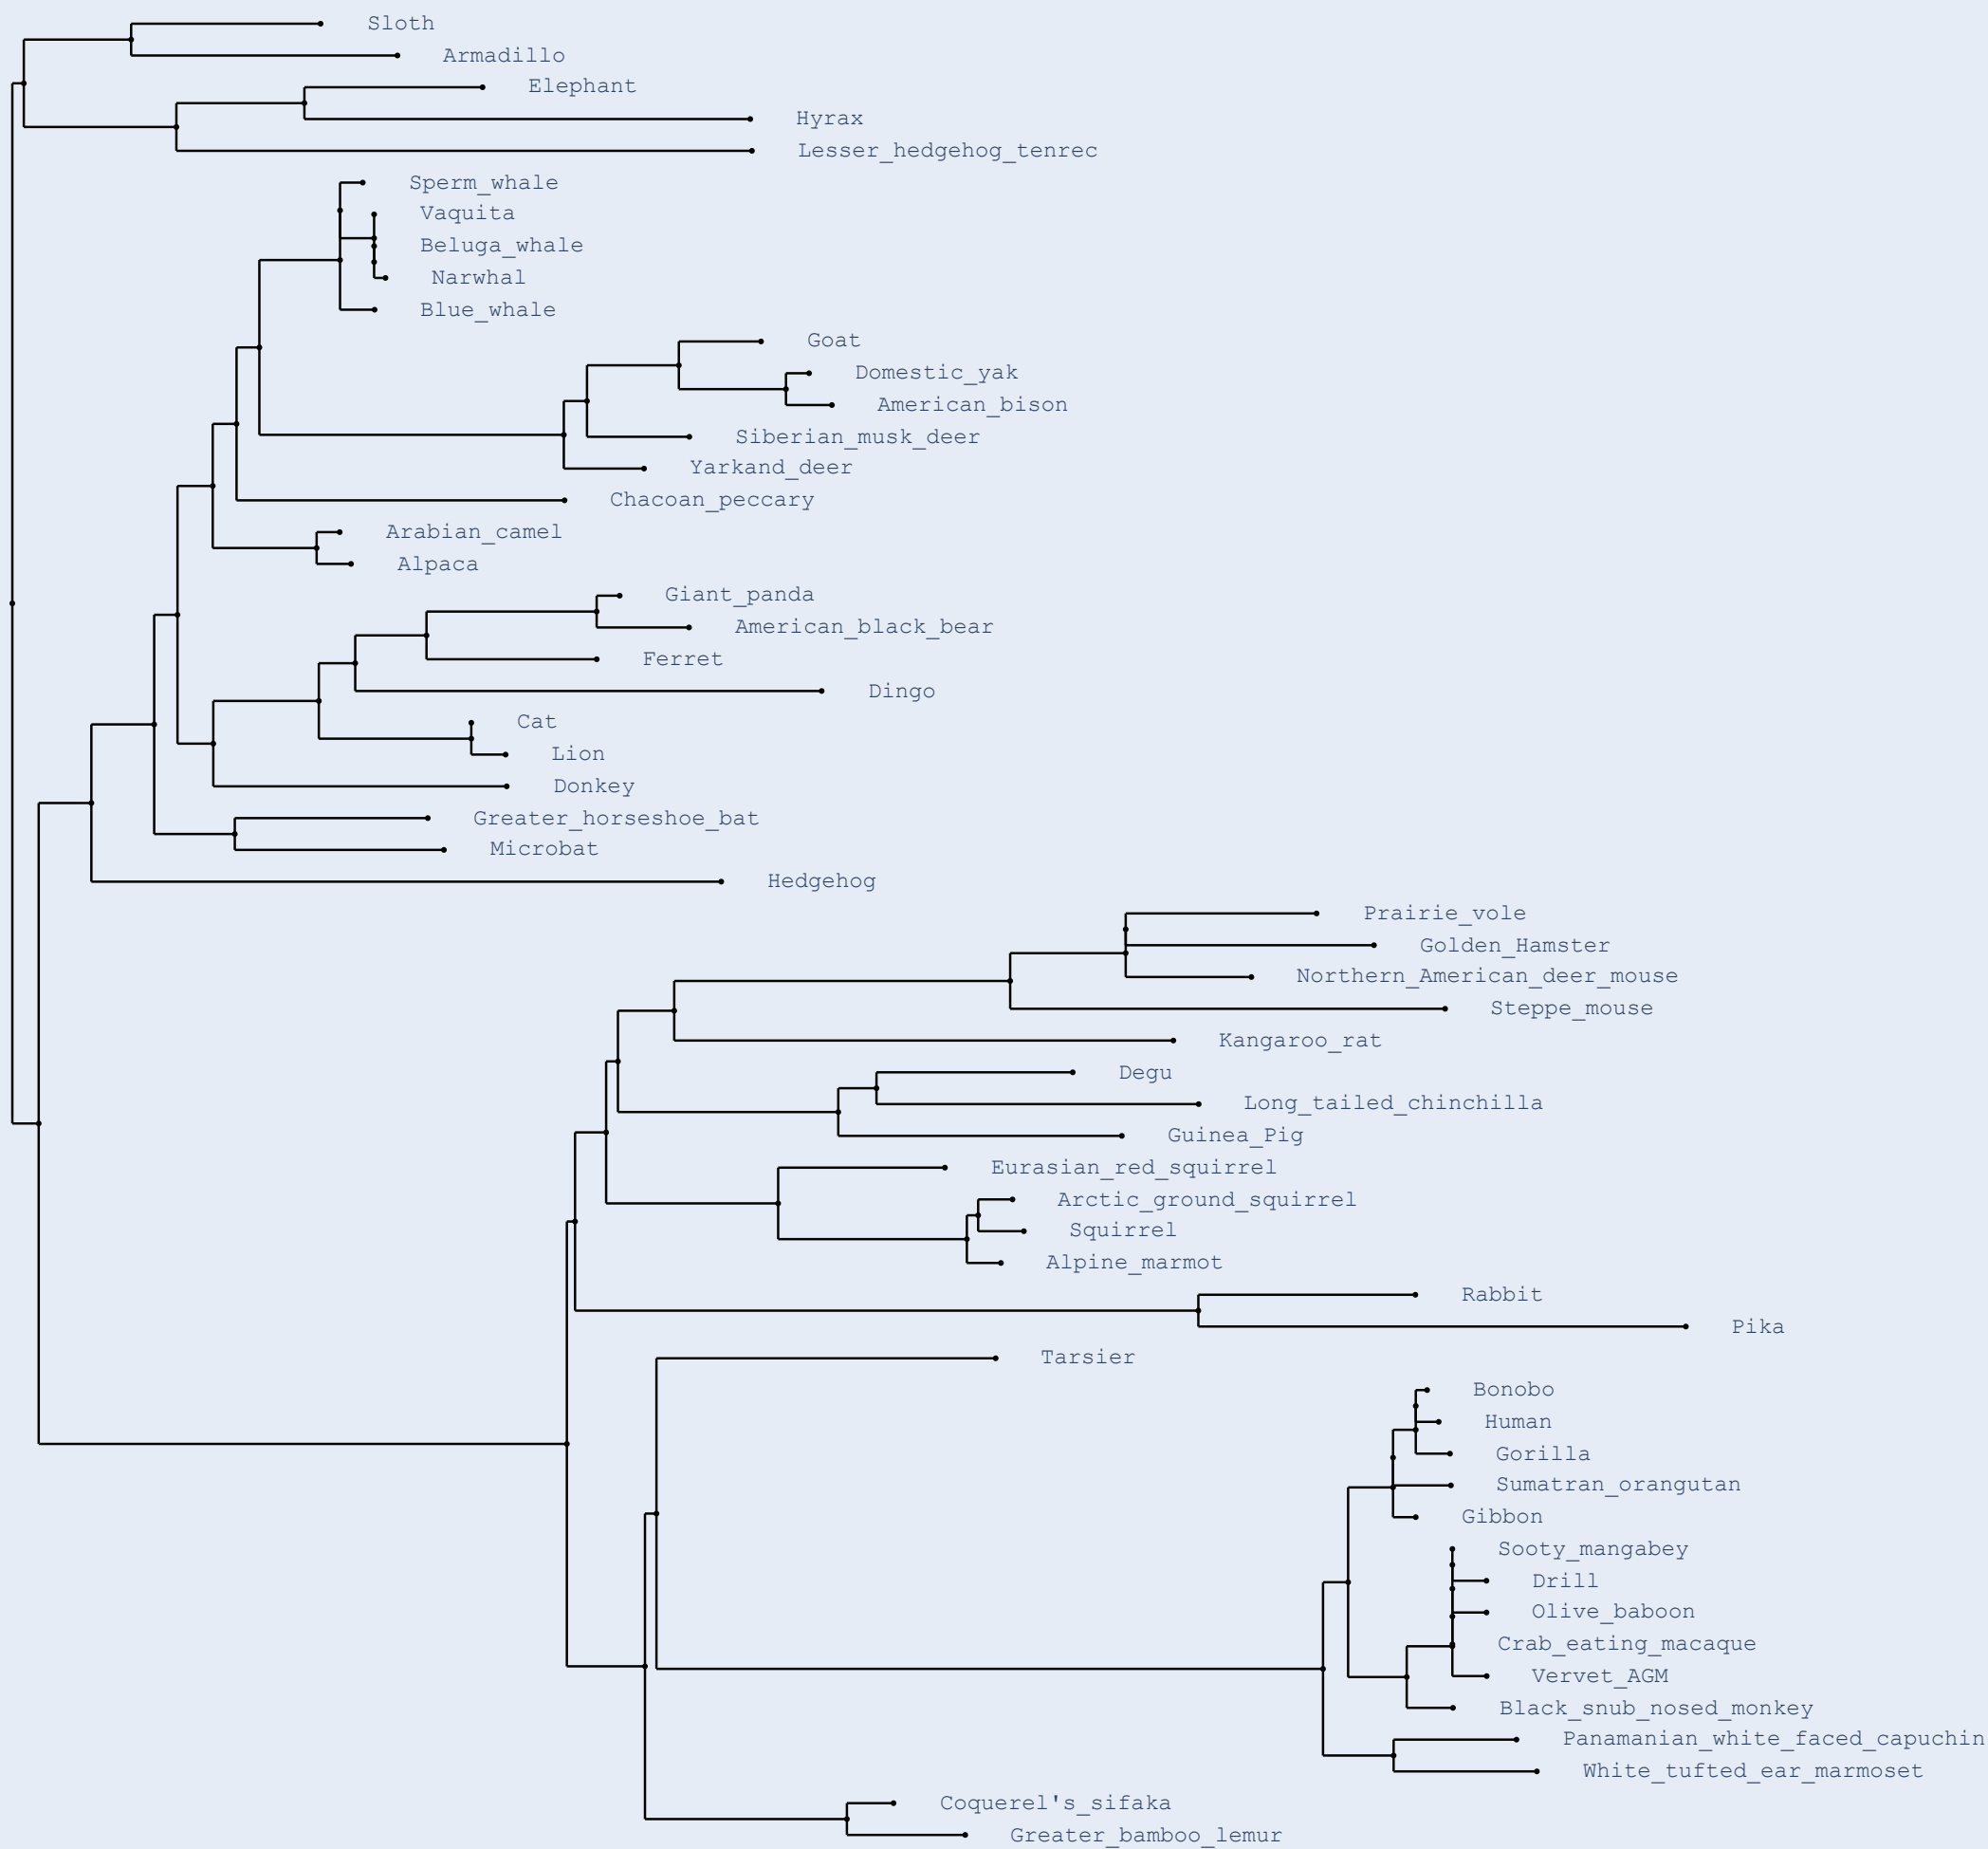 Sloth
Armadillo
Elephant
Hyrax
Lesser_hedgehog_tenrec
Sperm_whale
Vaquita
Beluga_whale
Narwhal
Blue_whale
Goat
Domestic_yak
American_bison
Siberian_musk_deer
Yarkand_deer
Chacoan_peccary
Arabian_camel
Alpaca
Giant_panda
American_black_bear
Ferret
Dingo
Cat
Lion
Donkey
Greater_horseshoe_bat
Microbat
Hedgehog
Prairie_vole
Golden_Hamster
Northern_American_deer_mouse
Steppe_mouse
Kangaroo_rat
Degu
Long_tailed_chinchilla
Guinea_Pig
Eurasian_red_squirrel
Arctic_ground_squirrel
Squirrel
Alpine_marmot
Rabbit
Pika
Tarsier
Bonobo
Human
Gorilla
Sumatran_orangutan
Gibbon
Sooty_mangabey
Drill
Olive_baboon
Crab_eating_macaque
Vervet_AGM
Black_snub_nosed_monkey
Panamanian_white_faced_capuchin
White_tufted_ear_marmoset
Coquerel's_sifaka
Greater_bamboo_lemur